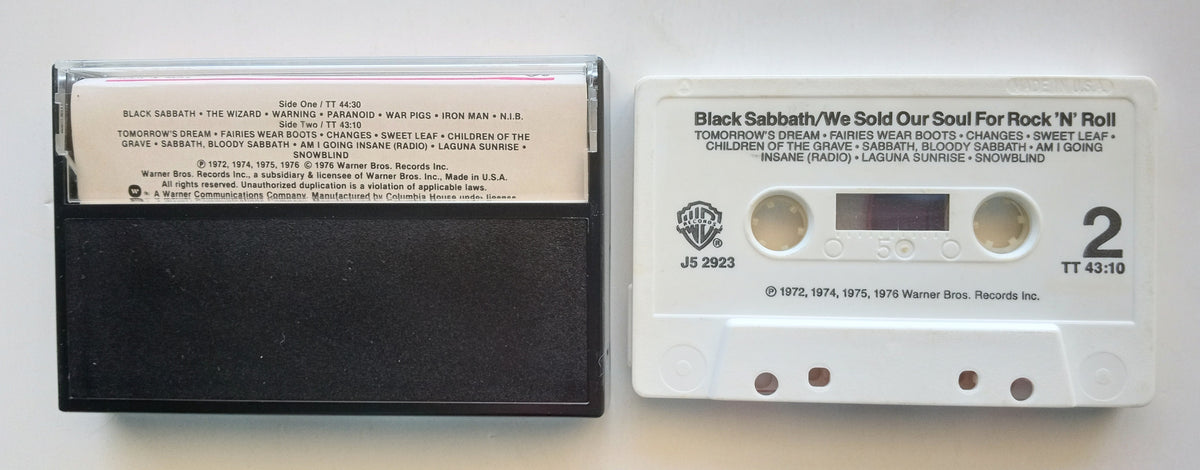 Side One / TT 44:30
BLACK SABBATH • THE WIZARD • WARNING • PARANOID • WAR PIGS • IRON MAN • N.I.B.
Side Two / TT 43:10
TOMORROW'S DREAM • FAIRIES WEAR BOOTS • CHANGES • SWEET LEAF • CHILDREN OF THE
GRAVE • SABBATH, BLOODY SABBATH • AM I GOING INSANE (RADIO) • LAGUNA SUNRISE •
SNOWBLIND
Ⓟ 1972, 1974, 1975, 1976 © 1976 Warner Bros. Records Inc.
Warner Bros. Records Inc., a subsidiary & licensee of Warner Bros. Inc., Made in U.S.A.
All rights reserved. Unauthorized duplication is a violation of applicable laws.
A Warner Communications Company. Manufactured by Columbia House under license
MADE IN U.S.A.
Black Sabbath/We Sold Our Soul For Rock 'N' Roll
TOMORROW'S DREAM • FAIRIES WEAR BOOTS • CHANGES • SWEET LEAF •
CHILDREN OF THE GRAVE • SABBATH, BLOODY SABBATH • AM I GOING
INSANE (RADIO) • LAGUNA SUNRISE • SNOWBLIND
WB RECORDS ®
J5 2923
50
2
TT 43:10
Ⓟ 1972, 1974, 1975, 1976 Warner Bros. Records Inc.